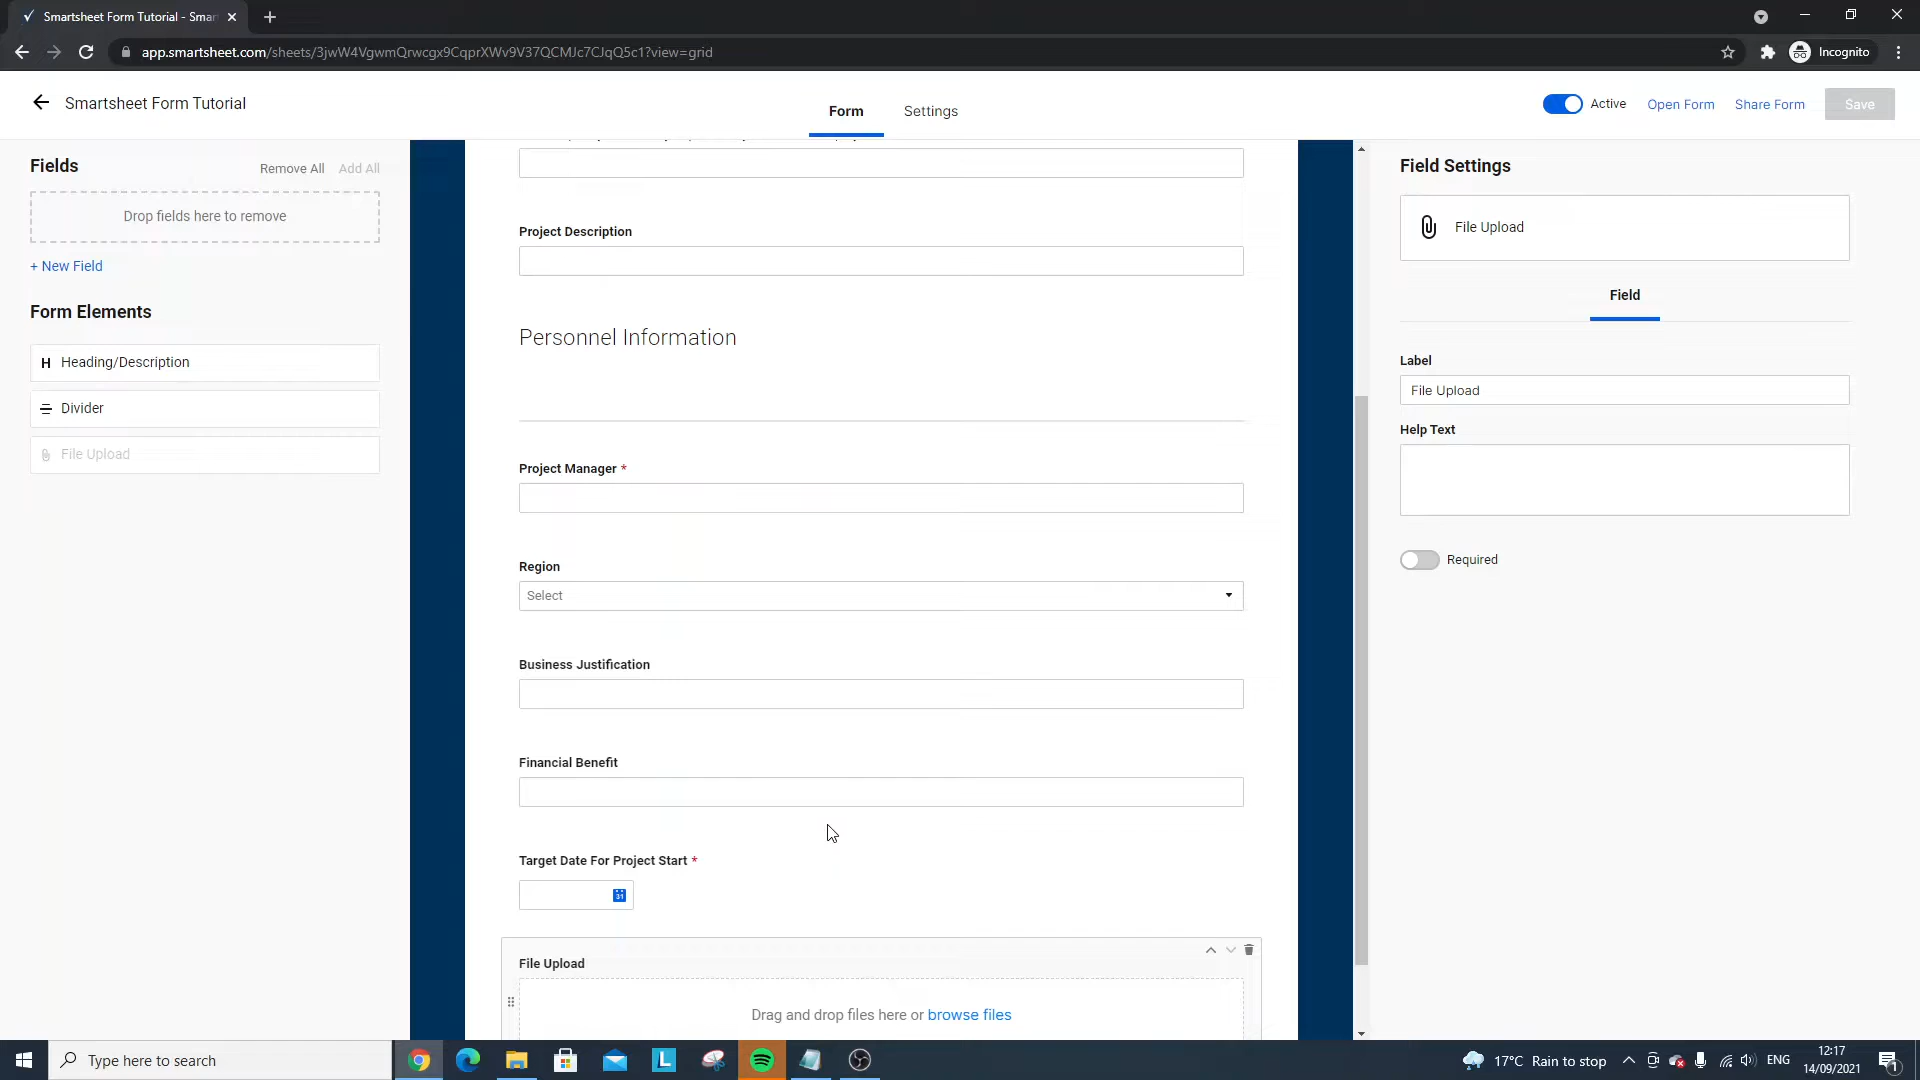 Smartsheet Form Tutorial - Smar
app.smartsheet.com/sheets/3jwW4VgwmQrwcgx9CqprXWv9V37QCMJc7CJqQ5c1?view=grid
Incognito
Smartsheet Form Tutorial
Form
Settings
Active
Open Form
Share Form
Save
Fields
Remove All
Add All
Drop fields here to remove
+ New Field
Form Elements
H Heading/Description
Divider
File Upload
Project Description
Personnel Information
Project Manager *
Region
Select
Business Justification
Financial Benefit
Target Date For Project Start *
31
File Upload
Drag and drop files here or browse files
Field Settings
File Upload
Field
Label
File Upload
Help Text
Required
Type here to search
L
17°C Rain to stop
ENG
12:17
14/09/2021
1